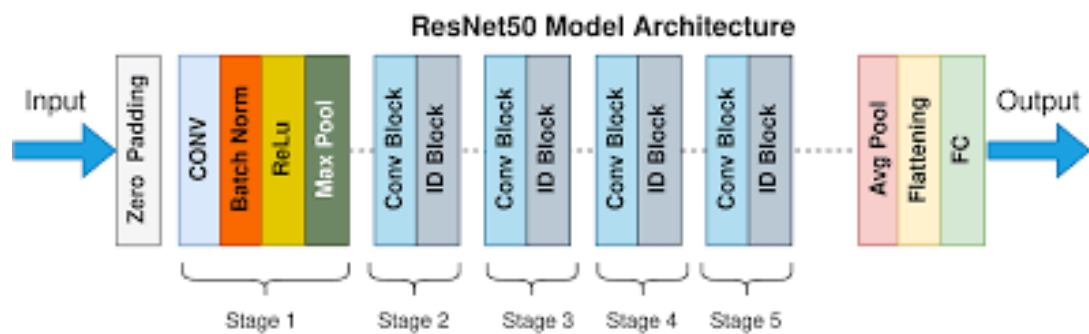 ResNet50 Model Architecture
Input
Zero Padding
CONV
Batch Norm
ReLu
Max Pool
Conv Block
ID Block
Conv Block
ID Block
Conv Block
ID Block
Conv Block
ID Block
Avg Pool
Flattening
FC
Output
Stage 1
Stage 2
Stage 3
Stage 4
Stage 5